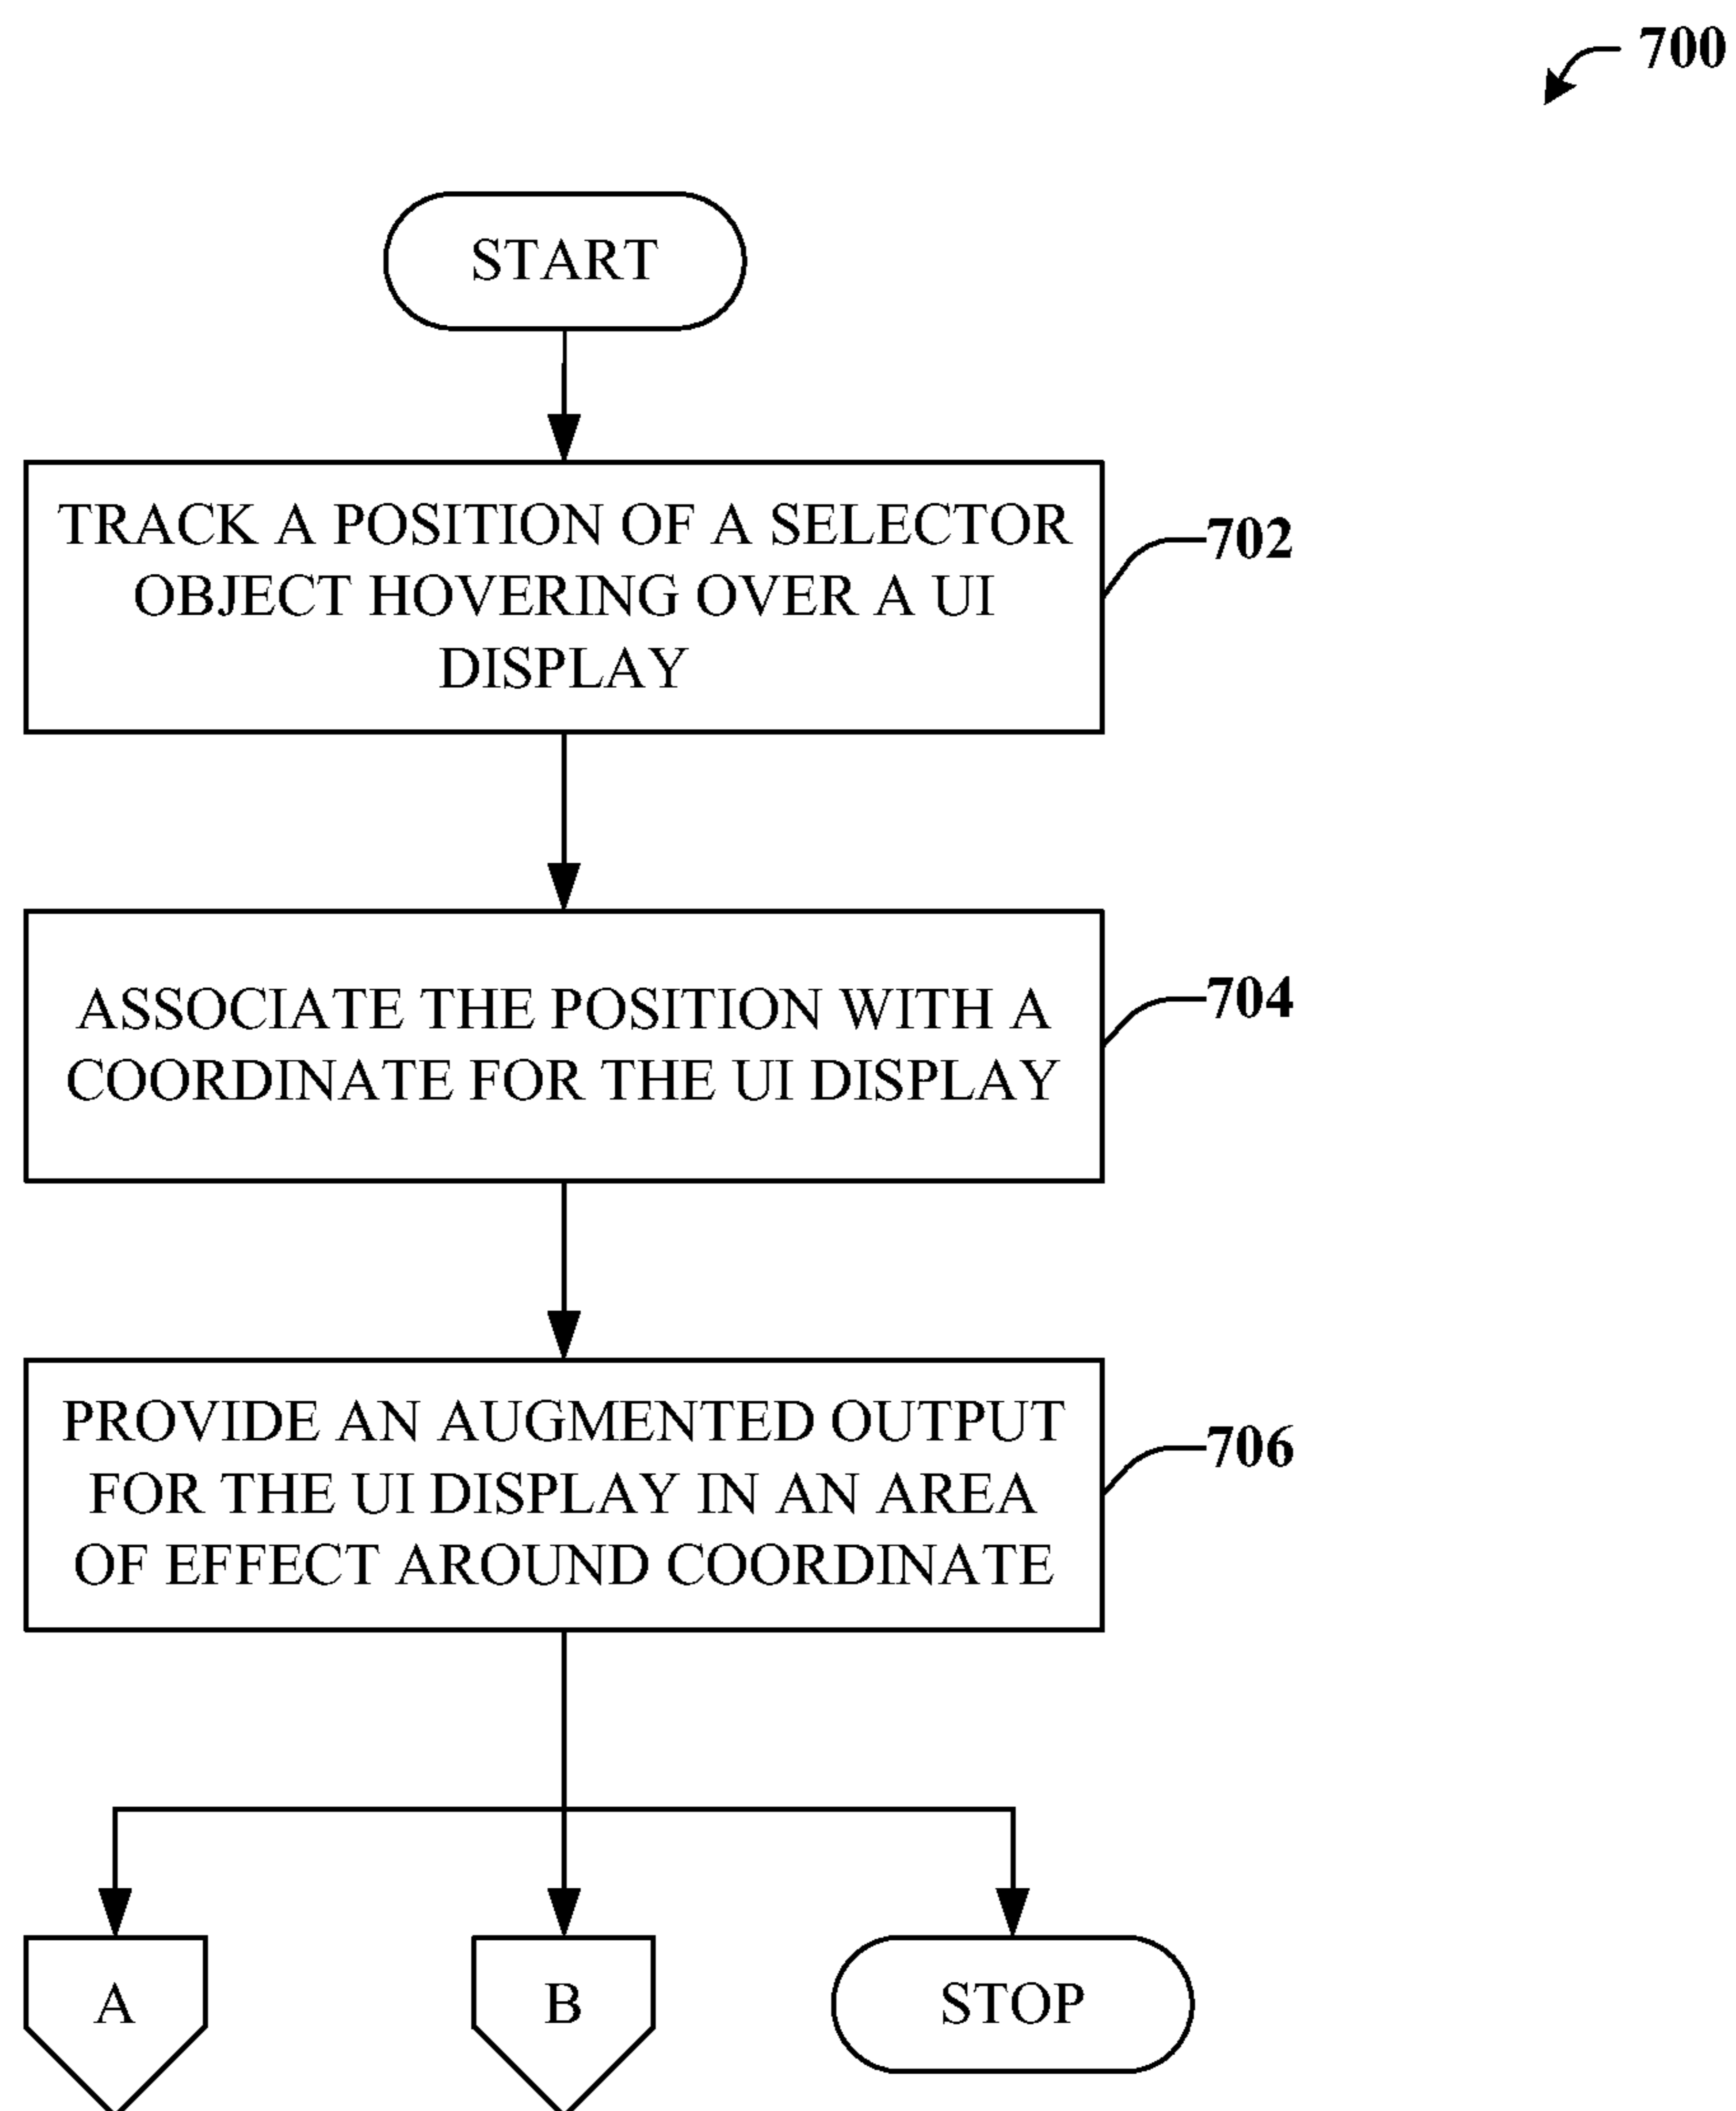 700
START
TRACK A POSITION OF A SELECTOR
OBJECT HOVERING OVER A UI
DISPLAY
702
ASSOCIATE THE POSITION WITH A
COORDINATE FOR THE UI DISPLAY
704
PROVIDE AN AUGMENTED OUTPUT
FOR THE UI DISPLAY IN AN AREA
OF EFFECT AROUND COORDINATE
706
A
B
STOP